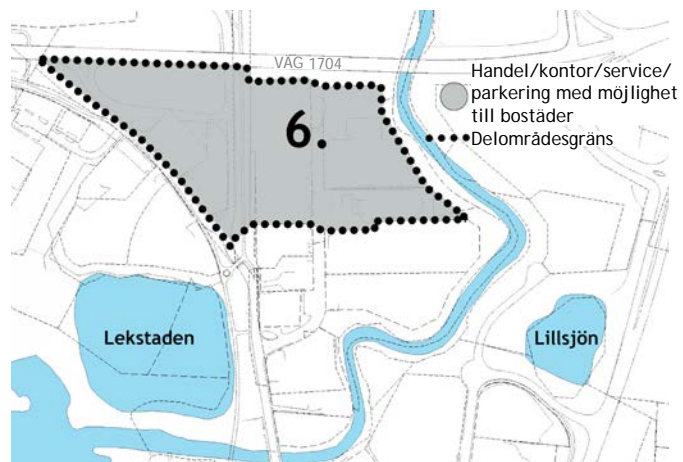 VÄG 1704
Handel/kontor/service/
parkering med möjlighet
till bostäder
Delområdesgräns
6.
Lekstaden
Lillsjön